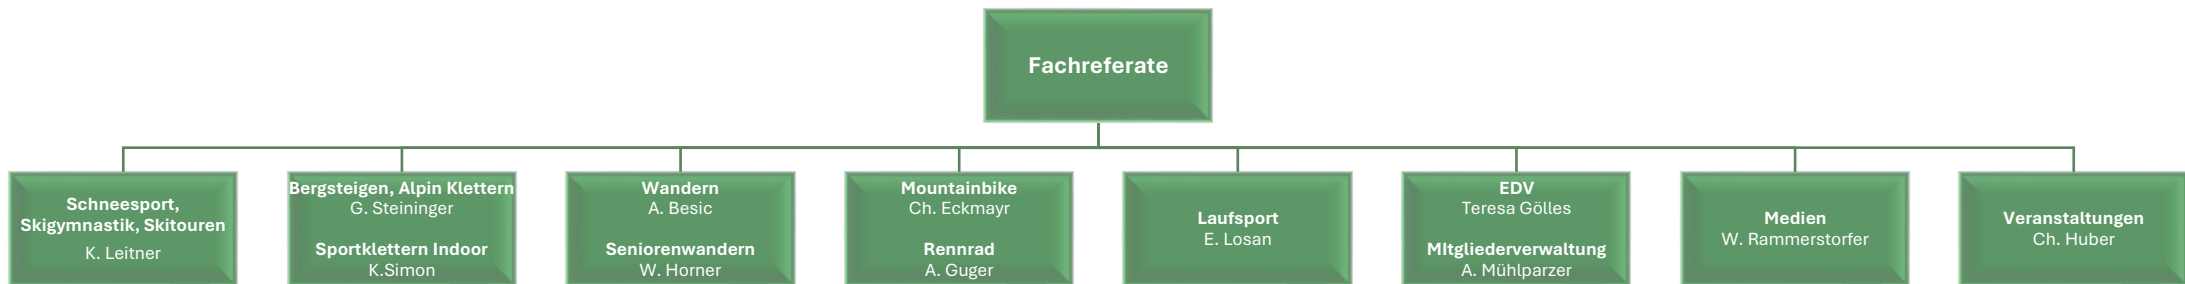 Fachreferate
Schneesport,
Skigymnastik, Skitouren
K. Leitner
Bergsteigen, Alpin Klettern
G. Steininger
Sportklettern Indoor
K.Simon
Wandern
A. Besic
Seniorenwandern
W. Horner
Mountainbike
Ch. Eckmayr
Rennrad
A. Guger
Laufsport
E. Losan
EDV
Teresa Gölles
MItgliederverwaltung
A. Mühlparzer
Medien
W. Rammerstorfer
Veranstaltungen
Ch. Huber